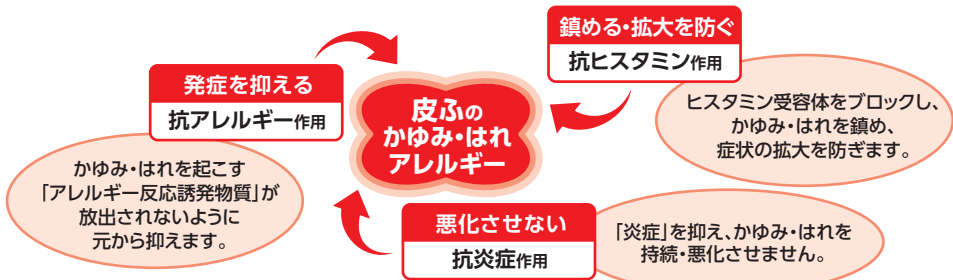 発症を抑える
抗アレルギー作用
かゆみ・はれを起こす
「アレルギー反応誘発物質」が
放出されないように
元から抑えます。
皮ふの
かゆみ・はれ
アレルギー
鎮める・拡大を防ぐ
抗ヒスタミン作用
ヒスタミン受容体をブロックし、
かゆみ・はれを鎮め、
症状の拡大を防ぎます。
悪化させない
抗炎症作用
「炎症」を抑え、かゆみ・はれを
持続・悪化させません。